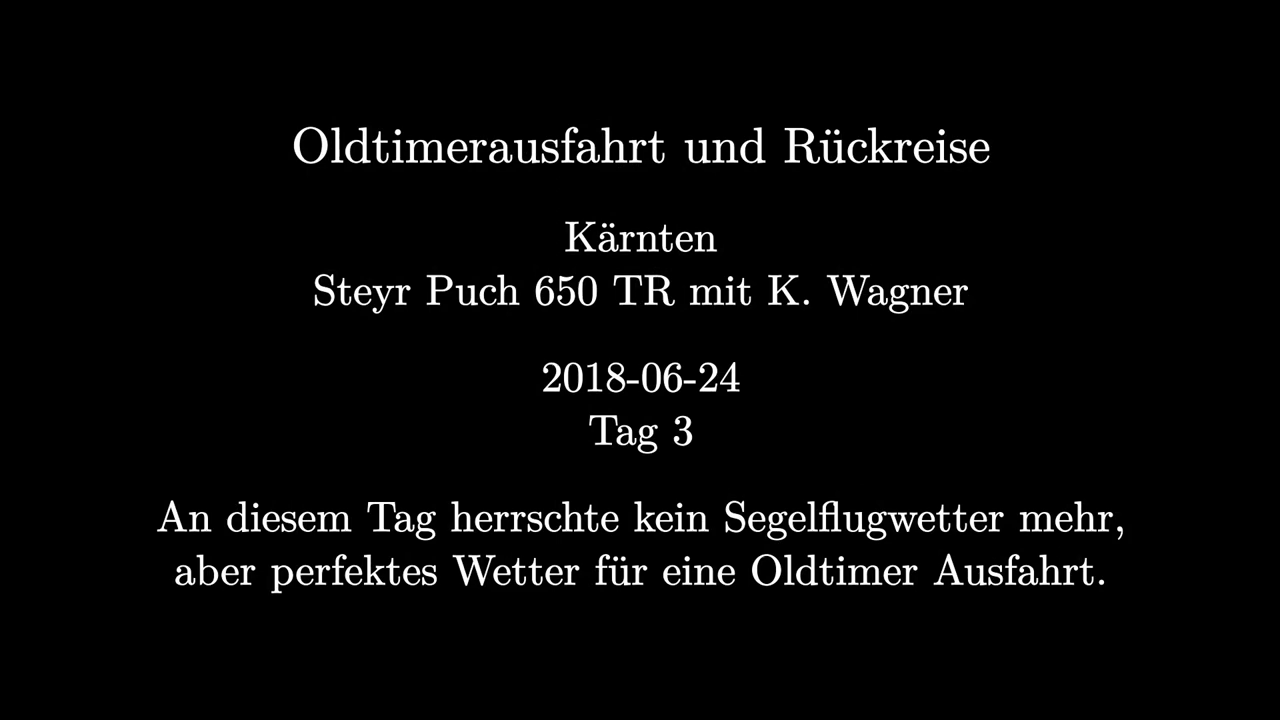 Oldtimerausfahrt und Rückreise
Kärnten
Steyr Puch 650 TR mit K. Wagner
2018-06-24
Tag 3
An diesem Tag herrschte kein Segelflugwetter mehr,
aber perfektes Wetter für eine Oldtimer Ausfahrt.